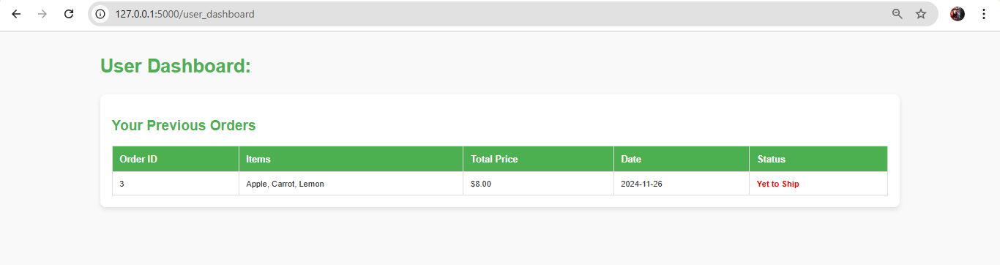 127.0.0.1:5000/user_dashboard
User Dashboard:
Your Previous Orders
Order ID Items Total Price Date Status
3 Apple, Carrot, Lemon $8.00 2024-11-26 Yet to Ship